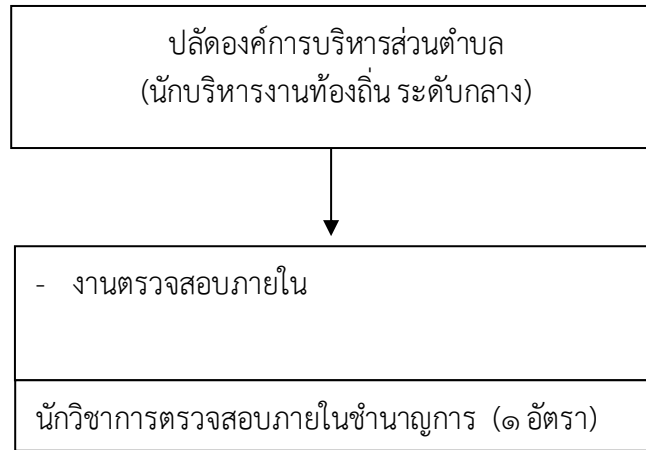 ปลัดองค์การบริหารส่วนตำบล
(นักบริหารงานท้องถิ่น ระดับกลาง)
- งานตรวจสอบภายใน
นักวิชาการตรวจสอบภายในชำนาญการ (๑ อัตรา)